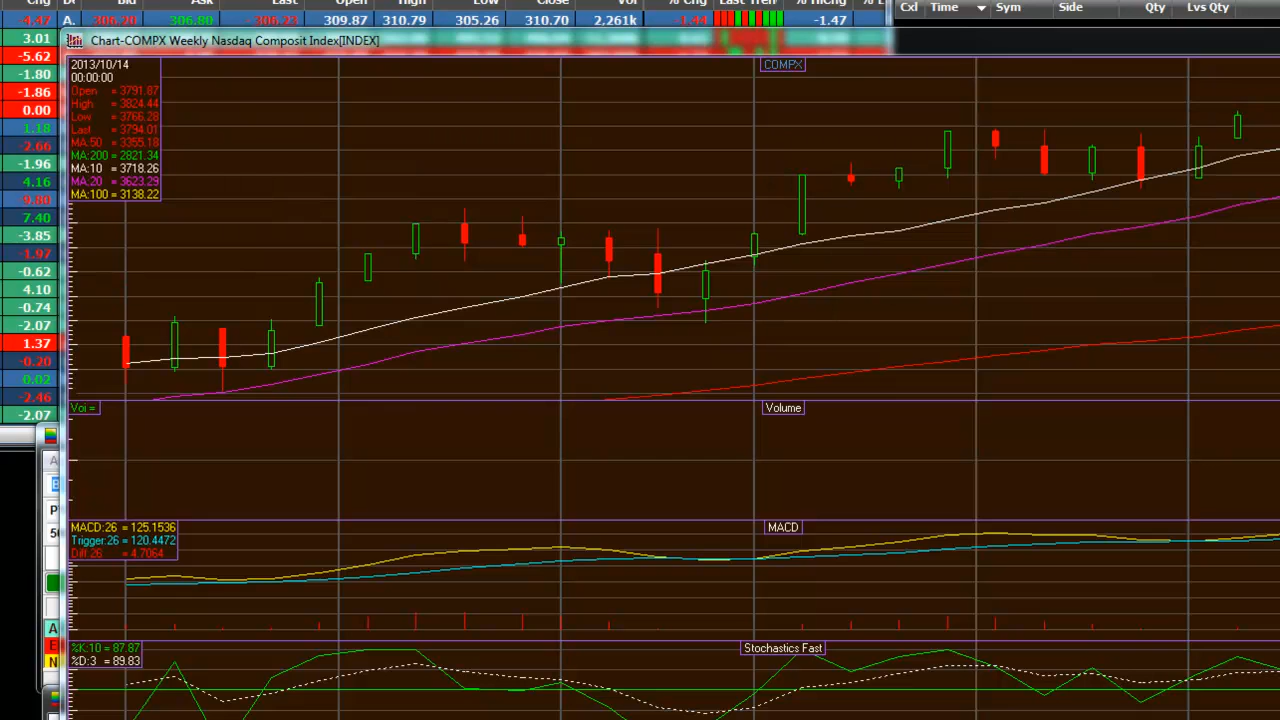 Chg D Bid Ask Last Open High Low Close Vol % Chg Last Tren % HiChg % L
-4.47 A. 306.20 306.80 - 306.23 309.87 310.79 305.26 310.70 2,261k -1.44 -1.47
Cxl Time Sym Side Qty Lvs Qty
3.01
-5.62
-1.80
-1.86
0.00
1.18
-2.66
-1.96
4.16
9.80
7.40
-3.85
-1.97
-0.62
4.10
-0.74
-2.07
1.37
-0.20
0.02
-2.46
-2.07
Chart-COMPX Weekly Nasdaq Composit Index[INDEX]
2013/10/14
00:00:00
Open = 3791.87
High = 3824.44
Low = 3766.28
Last = 3794.01
MA:50 = 3355.18
MA:200 = 2821.34
MA:10 = 3718.26
MA:20 = 3623.29
MA:100 = 3138.22
COMPX
Vol =
Volume
MACD:26 = 125.1536
Trigger:26 = 120.4472
Diff:26 = 4.7064
MACD
%K:10 = 87.87
%D:3 = 89.83
Stochastics Fast
A
P
50
A
E
N